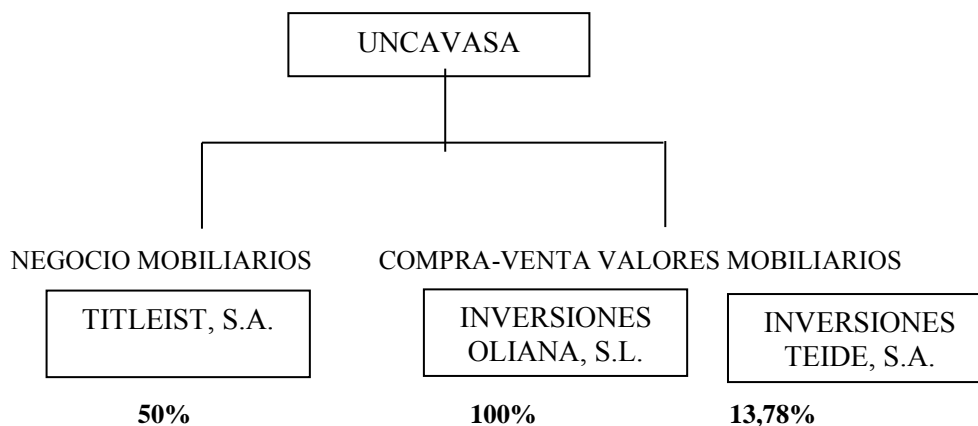 UNCAVASA
NEGOCIO MOBILIARIOS
COMPRA-VENTA VALORES MOBILIARIOS
TITLEIST, S.A.
INVERSIONES
OLIANA, S.L.
INVERSIONES
TEIDE, S.A.
50%
100%
13,78%